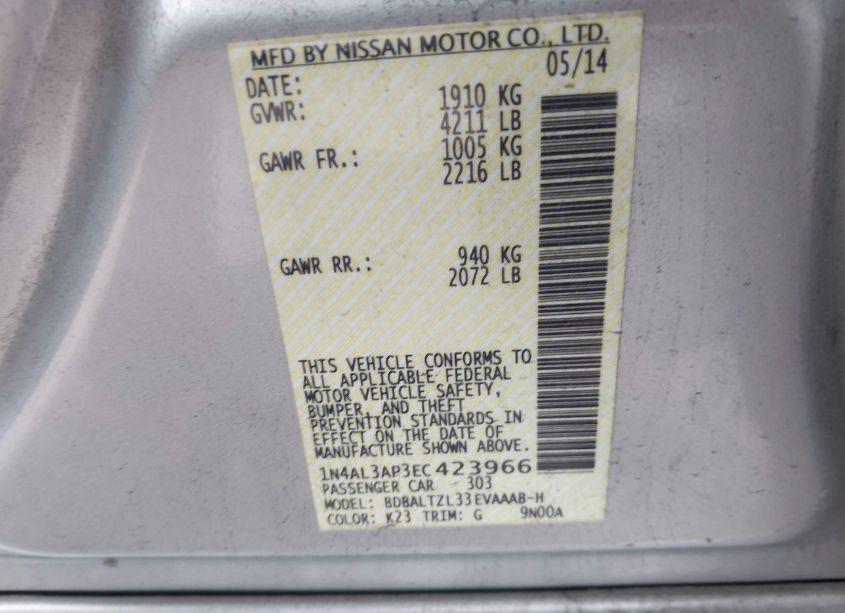 MFD BY NISSAN MOTOR CO., LTD.
DATE: 05/14
GVWR: 1910 KG
4211 LB
GAWR FR.: 1005 KG
2216 LB
GAWR RR.: 940 KG
2072 LB
THIS VEHICLE CONFORMS TO
ALL APPLICABLE FEDERAL
MOTOR VEHICLE SAFETY,
BUMPER, AND THEFT
PREVENTION STANDARDS IN
EFFECT ON THE DATE OF
MANUFACTURE SHOWN ABOVE.
1N4AL3AP3EC423966
PASSENGER CAR 303
MODEL: BDBALTZL33EVAAAB-H
COLOR: K23 TRIM: G 9N00A